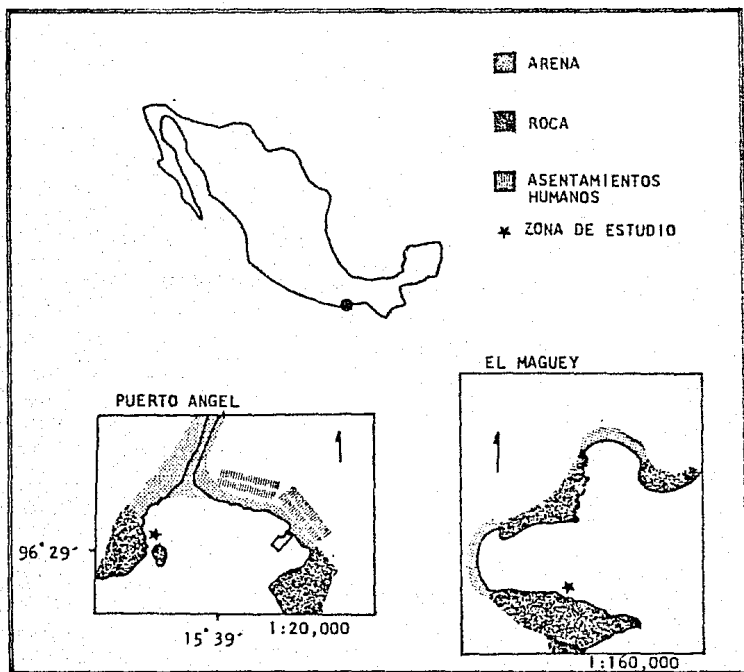 ARENA
ROCA
ASENTAMIENTOS
HUMANOS
ZONA DE ESTUDIO
PUERTO ANGEL
96°29'
15°39'
1:20,000
EL MAGUEY
1:160,000